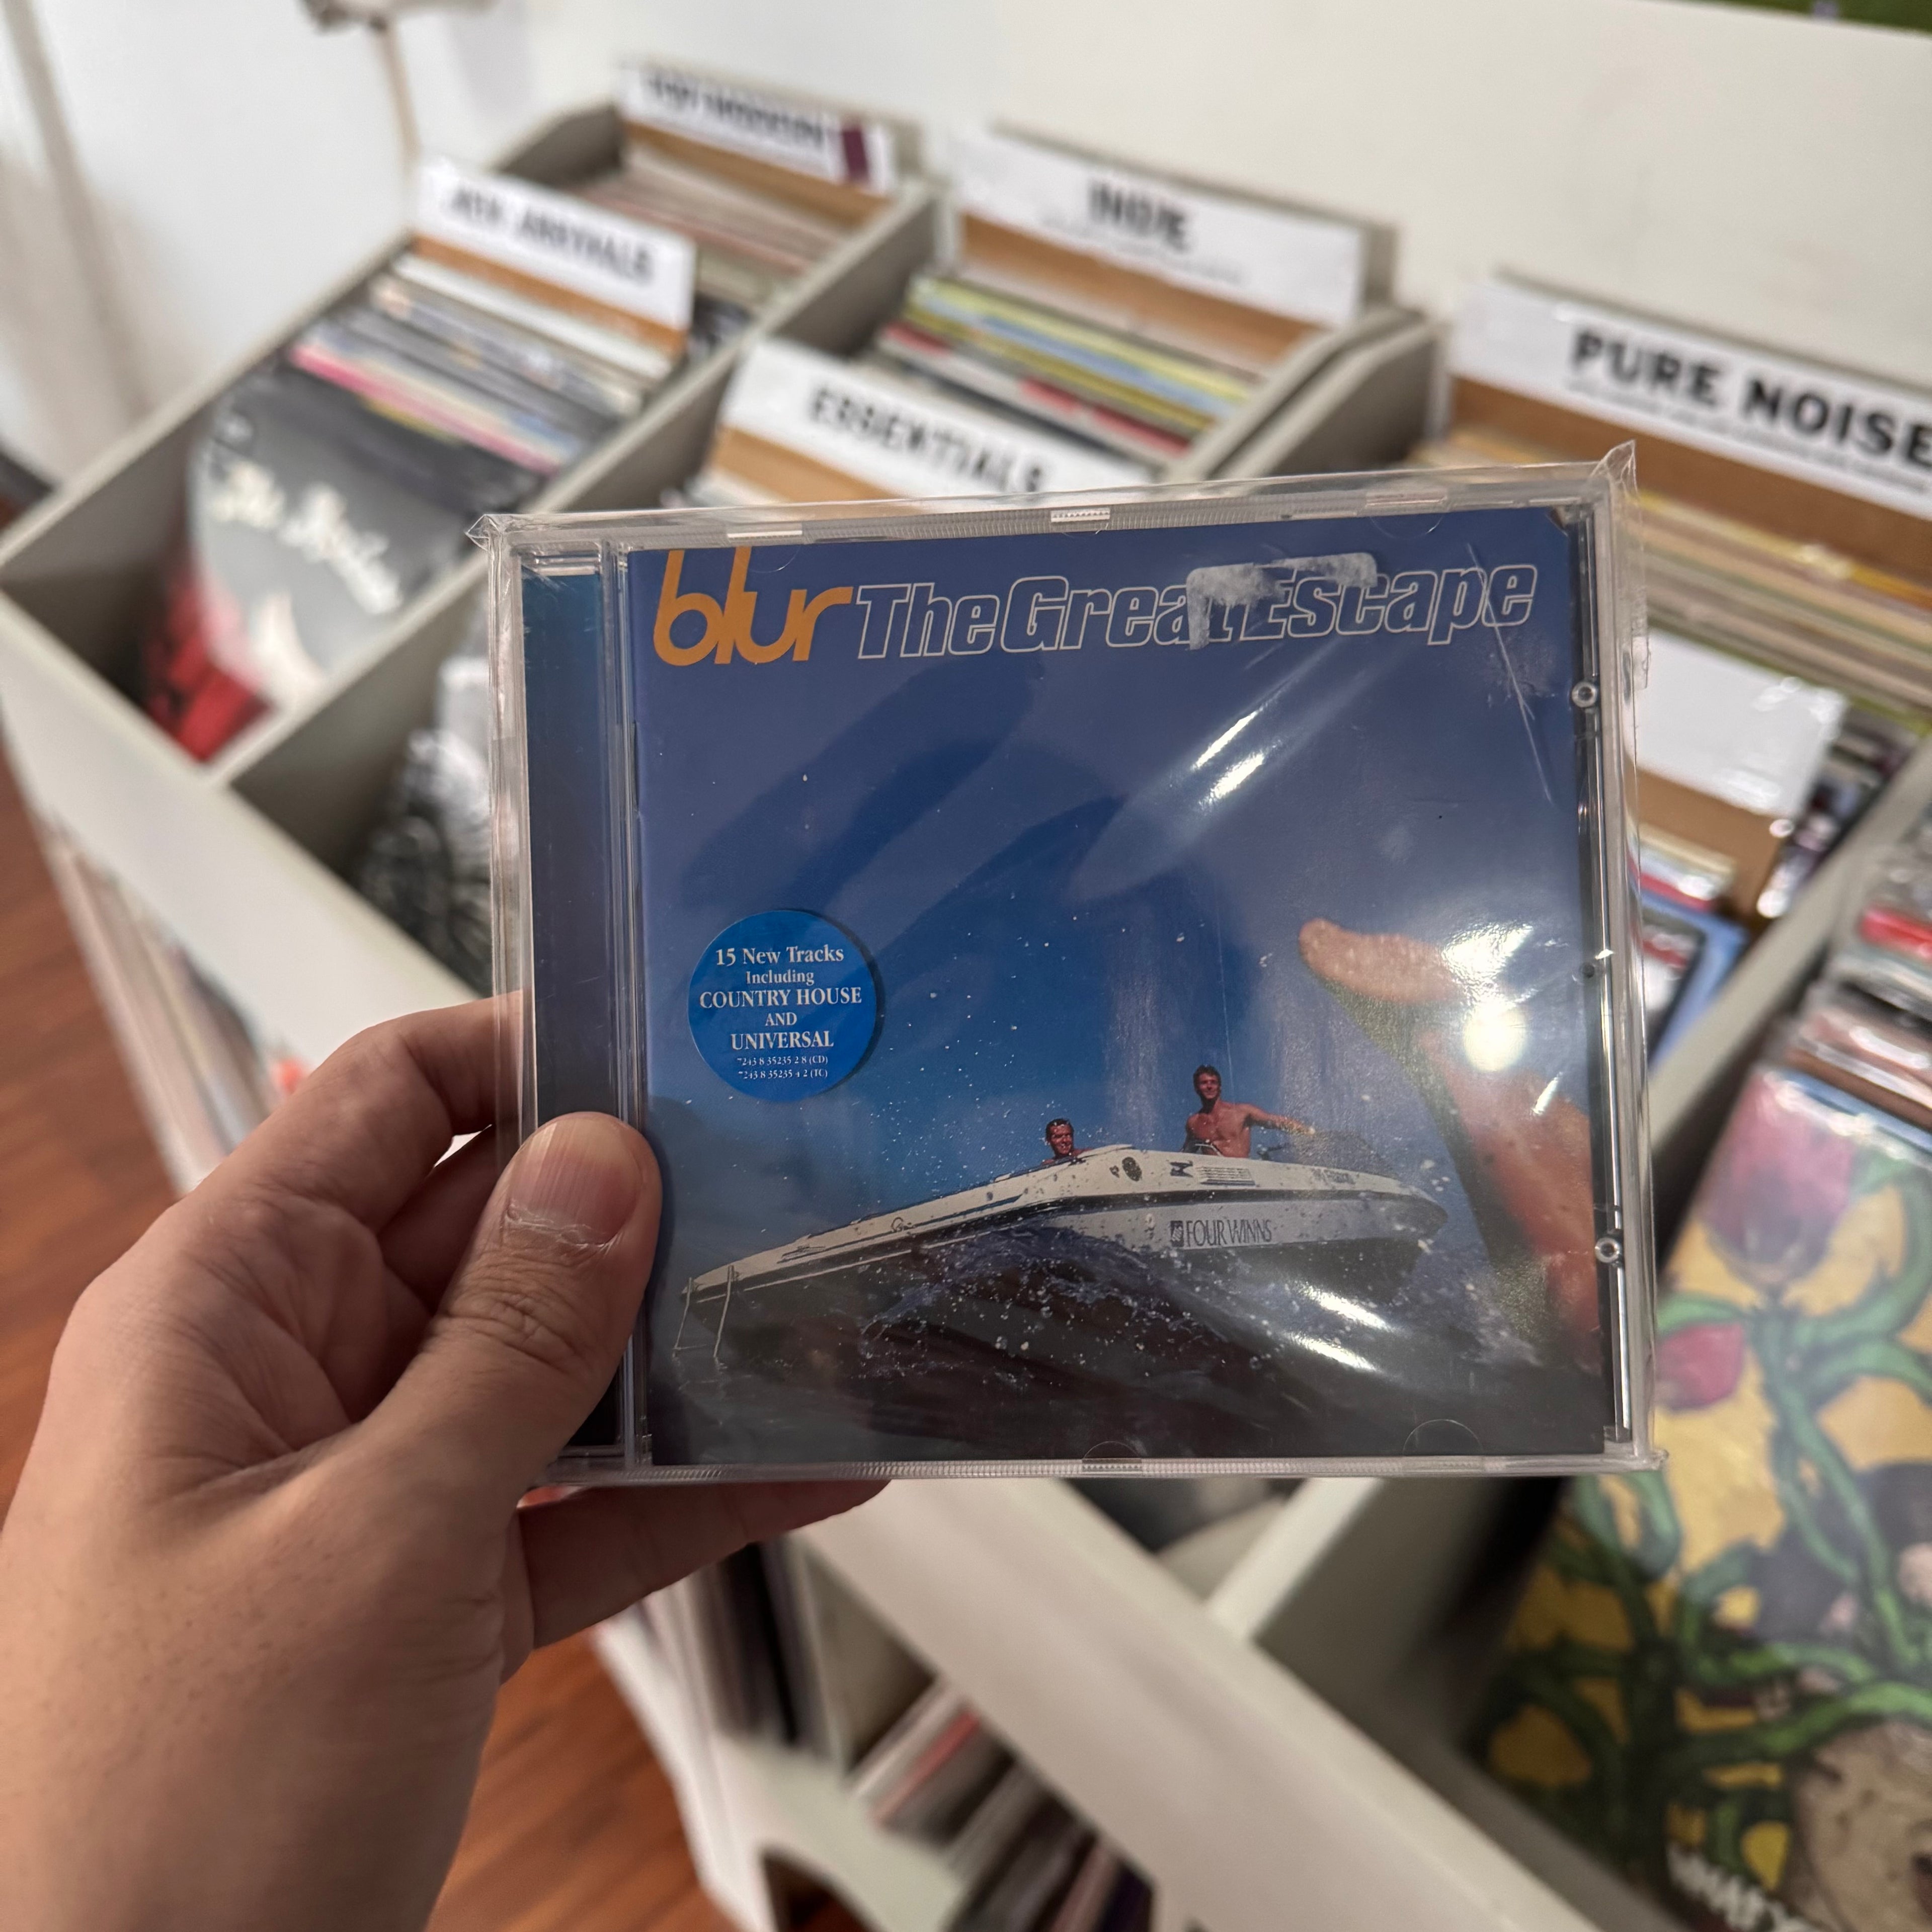 INDIE
PURE NOISE
ESSENTIALS
blur The Great Escape
15 New Tracks
Including
COUNTRY HOUSE
AND
UNIVERSAL
7243 8 35235 2 8 (CD)
7243 8 35235 4 2 (TC)
FOUR WINNS